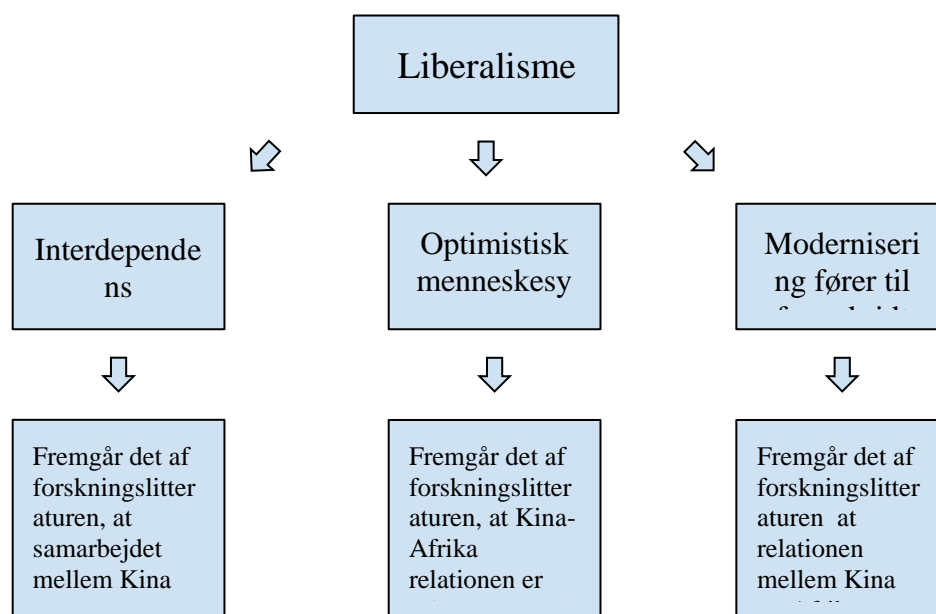 Liberalisme
Interdepende
ns
Optimistisk
menneskesy
Moderniseri
ng fører til
Fremgår det af
forskningslitter
aturen, at
samarbejdet
mellem Kina
Fremgår det af
forskningslitter
aturen, at Kina-
Afrika
relationen er
Fremgår det af
forskningslitter
aturen at
relationen
mellem Kina